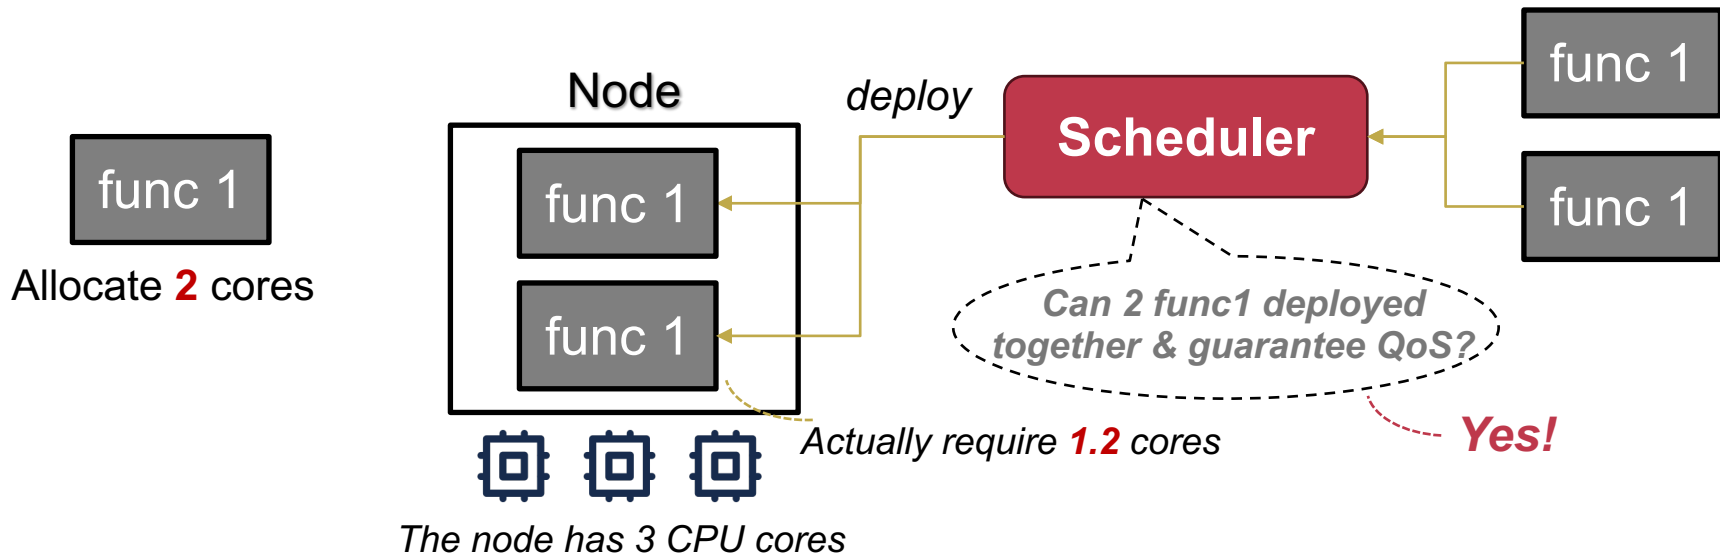 func 1
Allocate 2 cores
Node
func 1
func 1
The node has 3 CPU cores
deploy
Actually require 1.2 cores
Scheduler
Can 2 func1 deployed
together & guarantee QoS?
Yes!
func 1
func 1